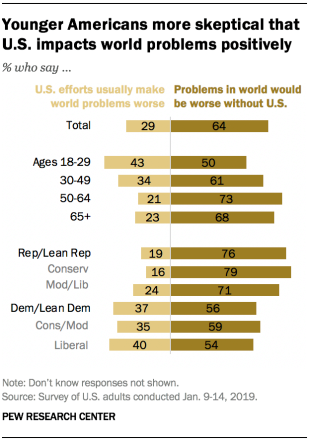 Younger Americans more skeptical that
U.S. impacts world problems positively
% who say ...
U.S. efforts usually make world problems worse
Problems in world would be worse without U.S.
Total 29 64
Ages 18-29 43 50
30-49 34 61
50-64 21 73
65+ 23 68
Rep/Lean Rep 19 76
Conserv 16 79
Mod/Lib 24 71
Dem/Lean Dem 37 56
Cons/Mod 35 59
Liberal 40 54
Note: Don't know responses not shown.
Source: Survey of U.S. adults conducted Jan. 9-14, 2019.
PEW RESEARCH CENTER